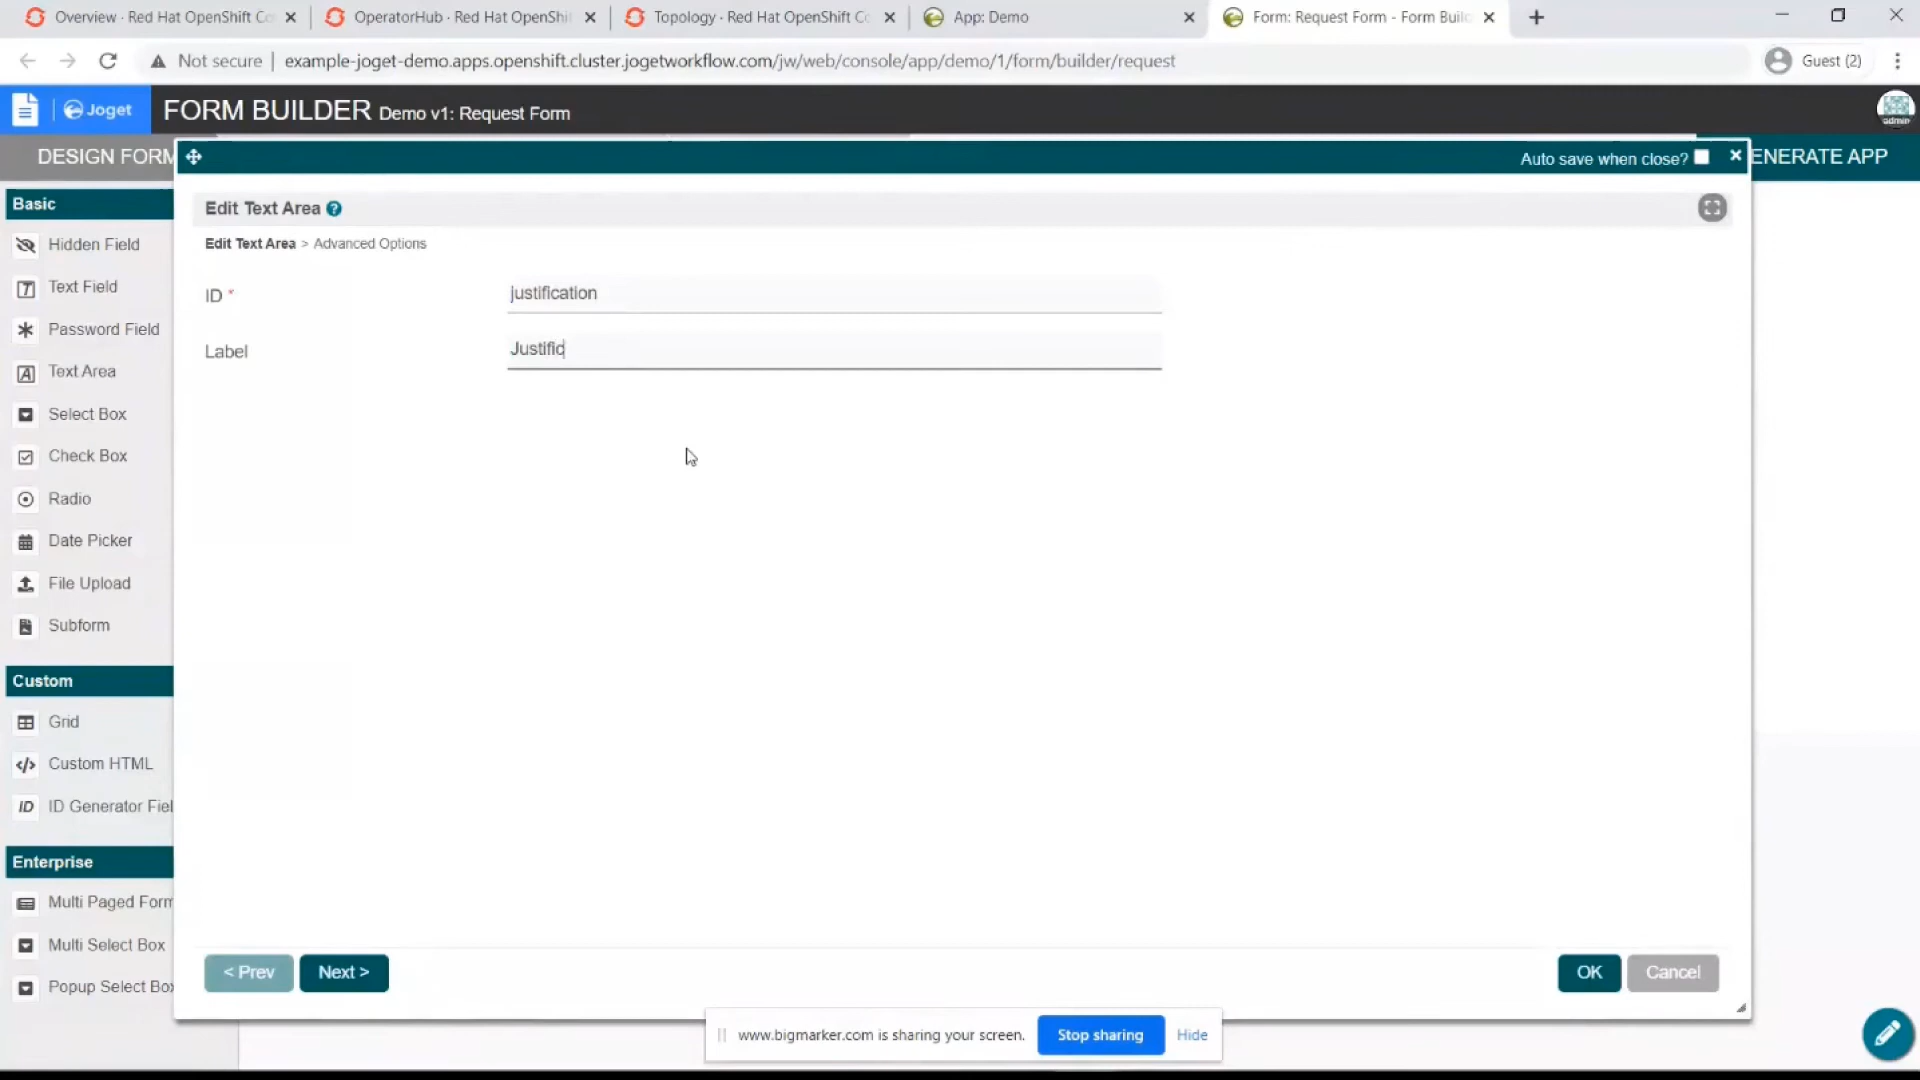 Overview · Red Hat OpenShift Co
OperatorHub · Red Hat OpenShi
Topology · Red Hat OpenShift Co
App: Demo
Form: Request Form - Form Buil
Not secure
example-joget-demo.apps.openshift.cluster.jogetworkflow.com/jw/web/console/app/demo/1/form/builder/request
Guest (2)
Joget
FORM BUILDER Demo v1: Request Form
admin
DESIGN FORM
Auto save when close?
ENERATE APP
Basic
Hidden Field
Text Field
Password Field
Text Area
Select Box
Check Box
Radio
Date Picker
File Upload
Subform
Custom
Grid
Custom HTML
ID Generator Fiel
Enterprise
Multi Paged Form
Multi Select Box
Popup Select Box
Edit Text Area
Edit Text Area > Advanced Options
ID *
justification
Label
Justific
< Prev
Next >
OK
Cancel
www.bigmarker.com is sharing your screen.
Stop sharing
Hide